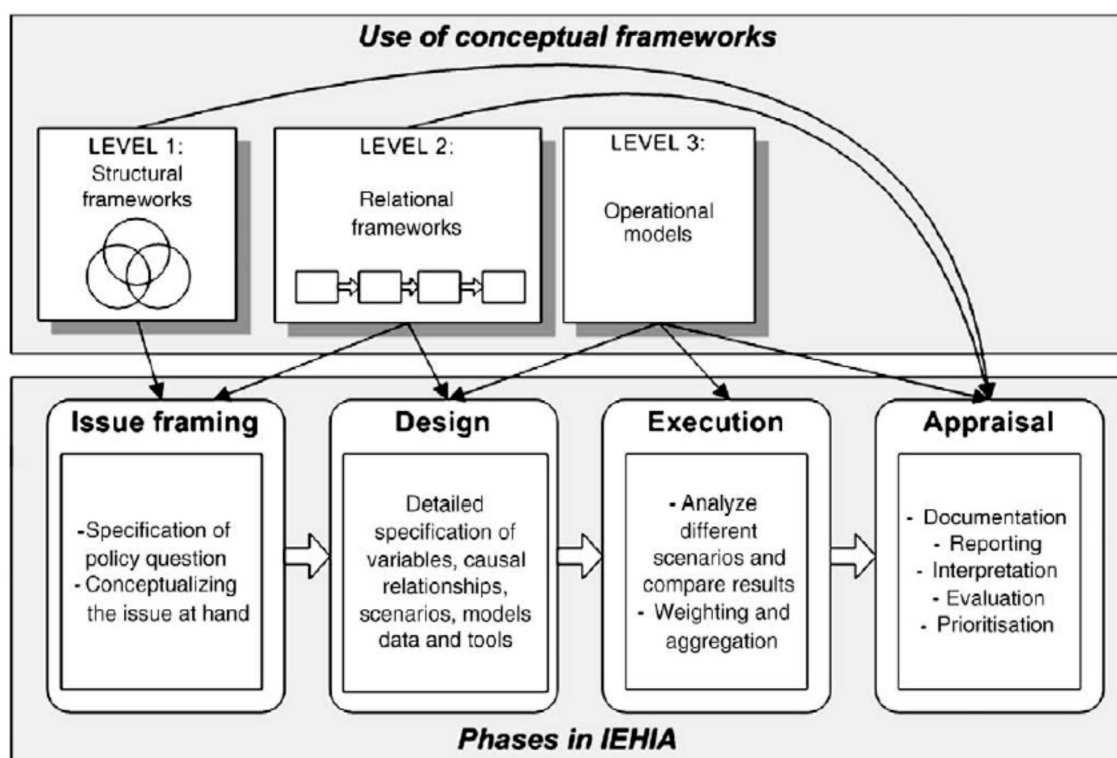 Use of conceptual frameworks
LEVEL 1:
Structural
frameworks
LEVEL 2:
Relational
frameworks
LEVEL 3:
Operational
models
Issue framing
-Specification of
policy question
- Conceptualizing
the issue at hand
Design
Detailed
specification of
variables, causal
relationships,
scenarios, models
data and tools
Execution
- Analyze
different
scenarios and
compare results
- Weighting and
aggregation
Appraisal
- Documentation
- Reporting
- Interpretation
- Evaluation
- Prioritisation
Phases in IEHIA